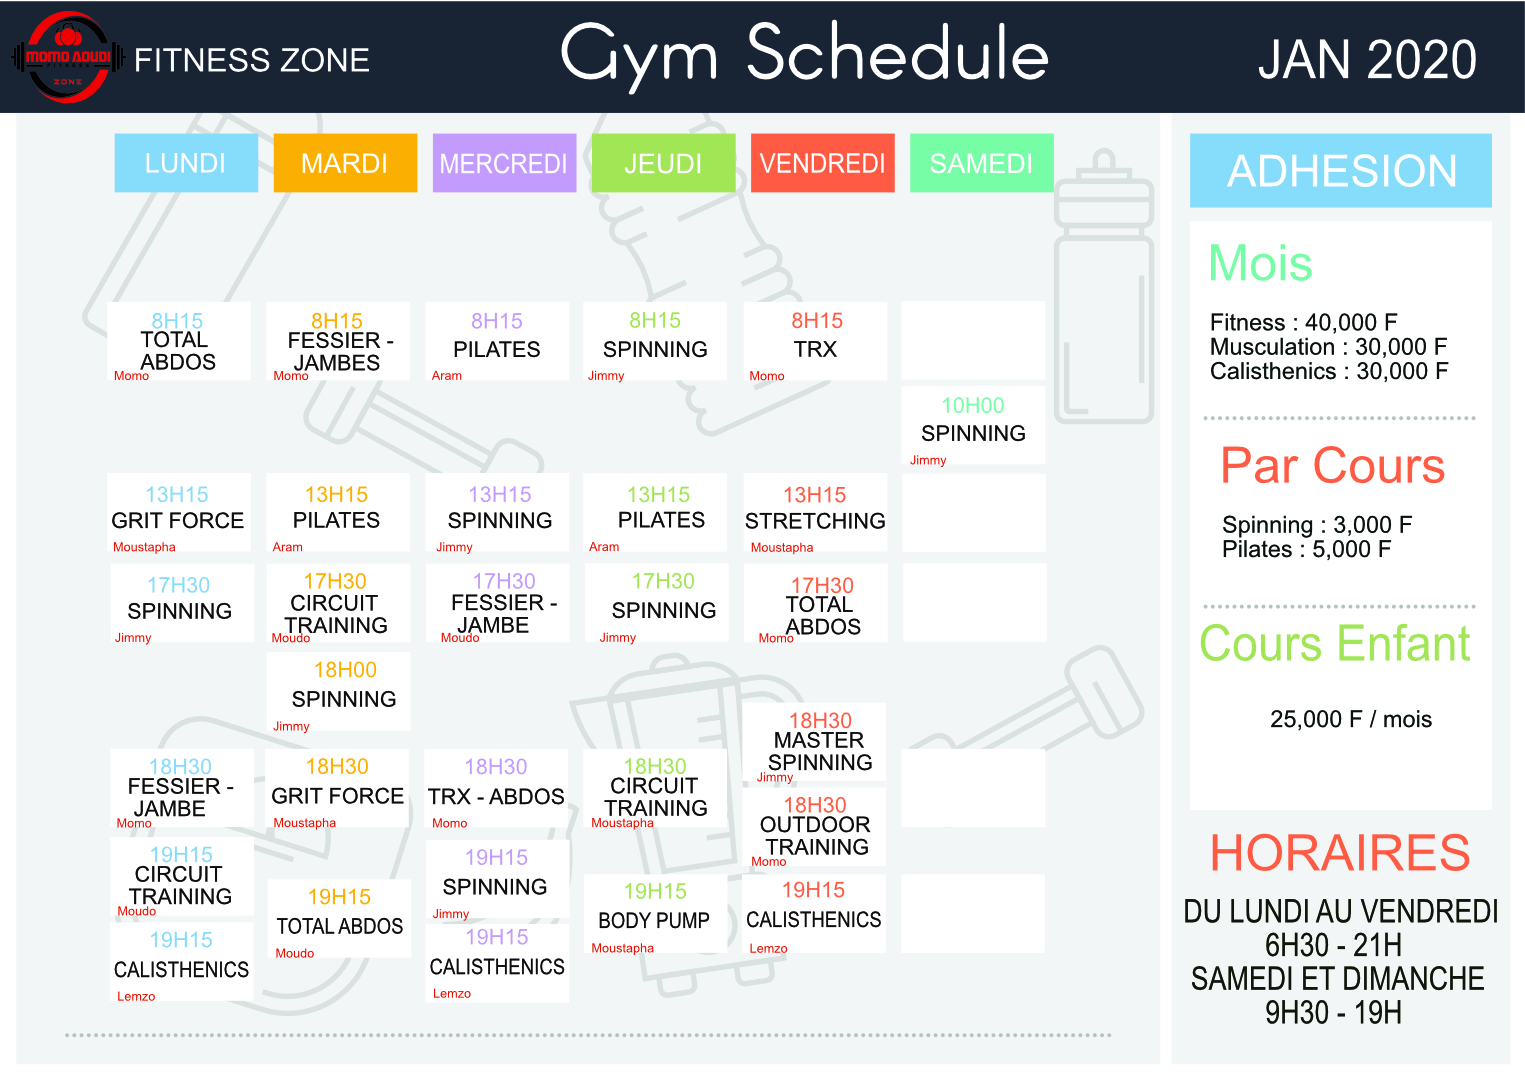 MOMO AOUDI
FITNESS
ZONE
FITNESS ZONE
Gym Schedule
JAN 2020
LUNDI
MARDI
MERCREDI
JEUDI
VENDREDI
SAMEDI
8H15
TOTAL
ABDOS
Momo
8H15
FESSIER -
JAMBES
Momo
8H15
PILATES
Aram
8H15
SPINNING
Jimmy
8H15
TRX
Momo
10H00
SPINNING
Jimmy
13H15
GRIT FORCE
Moustapha
13H15
PILATES
Aram
13H15
SPINNING
Jimmy
13H15
PILATES
Aram
13H15
STRETCHING
Moustapha
17H30
SPINNING
Jimmy
17H30
CIRCUIT
TRAINING
Moudo
17H30
FESSIER -
JAMBE
Moudo
17H30
SPINNING
Jimmy
17H30
TOTAL
ABDOS
Momo
18H00
SPINNING
Jimmy
18H30
MASTER
SPINNING
Jimmy
18H30
FESSIER -
JAMBE
Momo
18H30
GRIT FORCE
Moustapha
18H30
TRX - ABDOS
Momo
18H30
CIRCUIT
TRAINING
Moustapha
18H30
OUTDOOR
TRAINING
Momo
19H15
CIRCUIT
TRAINING
Moudo
19H15
TOTAL ABDOS
Moudo
19H15
SPINNING
Jimmy
19H15
BODY PUMP
Moustapha
19H15
CALISTHENICS
Lemzo
19H15
CALISTHENICS
Lemzo
19H15
CALISTHENICS
Lemzo
ADHESION
Mois
Fitness : 40,000 F
Musculation : 30,000 F
Calisthenics : 30,000 F
Par Cours
Spinning : 3,000 F
Pilates : 5,000 F
Cours Enfant
25,000 F / mois
HORAIRES
DU LUNDI AU VENDREDI
6H30 - 21H
SAMEDI ET DIMANCHE
9H30 - 19H